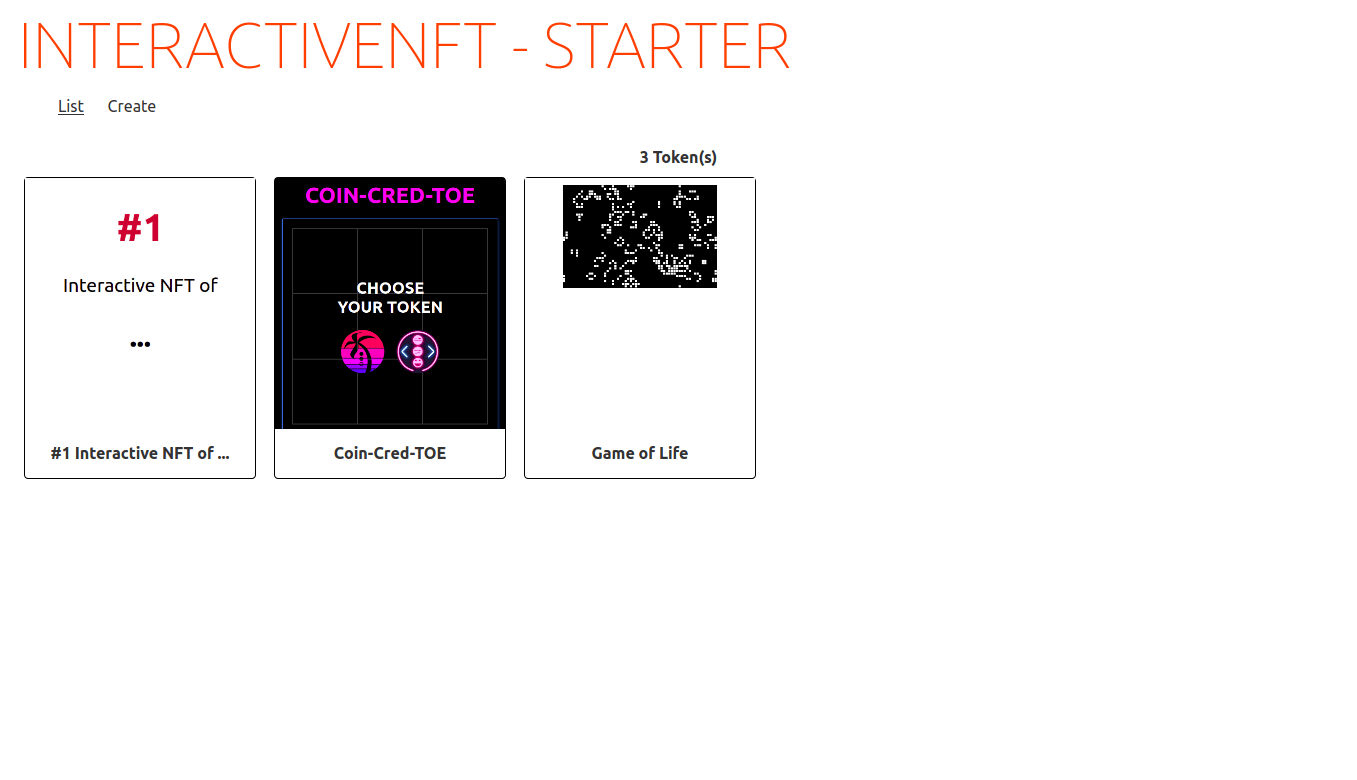 INTERACTIVENFT - STARTER
List Create
3 Token(s)
#1
Interactive NFT of
...
#1 Interactive NFT of ...
COIN-CRED-TOE
CHOOSE
YOUR TOKEN
Coin-Cred-TOE
Game of Life